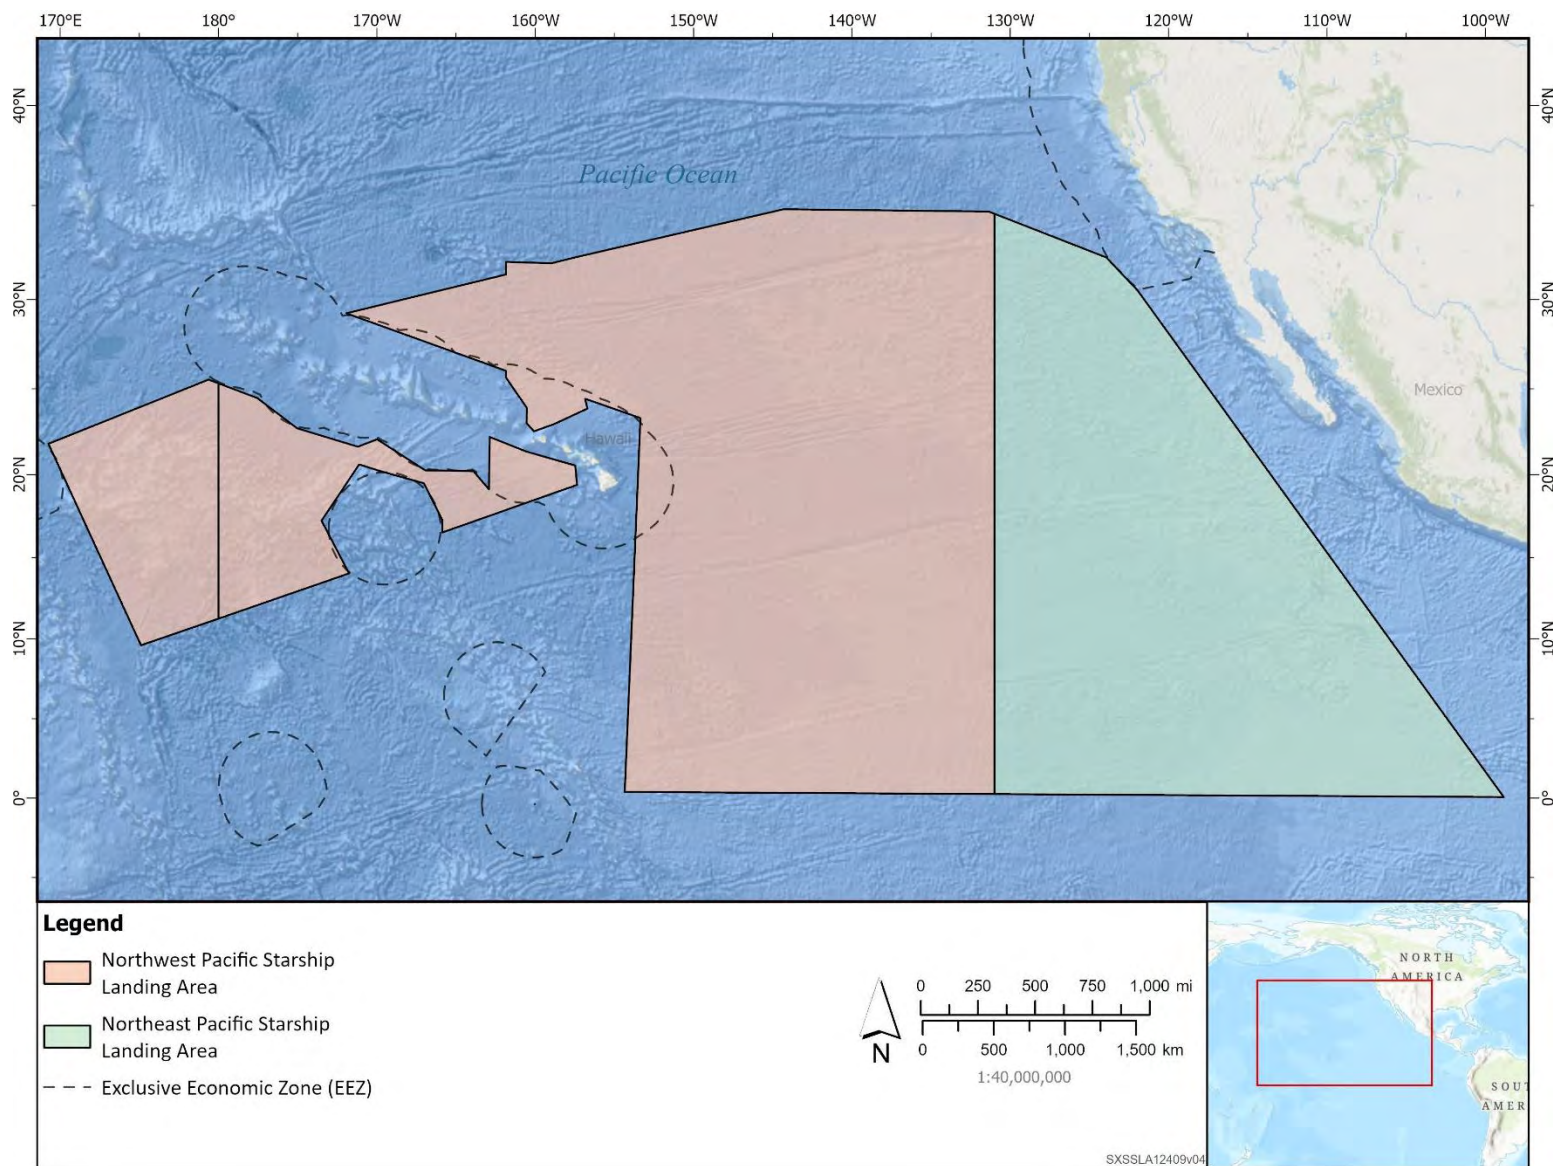 170°E 180° 170°W 160°W 150°W 140°W 130°W 120°W 110°W 100°W
40°N 40°N
Pacific Ocean
30°N 30°N
Mexico
Hawaii
20°N 20°N
10°N 10°N
0° 0°
Legend
Northwest Pacific Starship
Landing Area
Northeast Pacific Starship
Landing Area
Exclusive Economic Zone (EEZ)
N
0 250 500 750 1,000 mi
0 500 1,000 1,500 km
1:40,000,000
NORTH
AMERICA
SOUT
AMER
SXSSLA12409v04